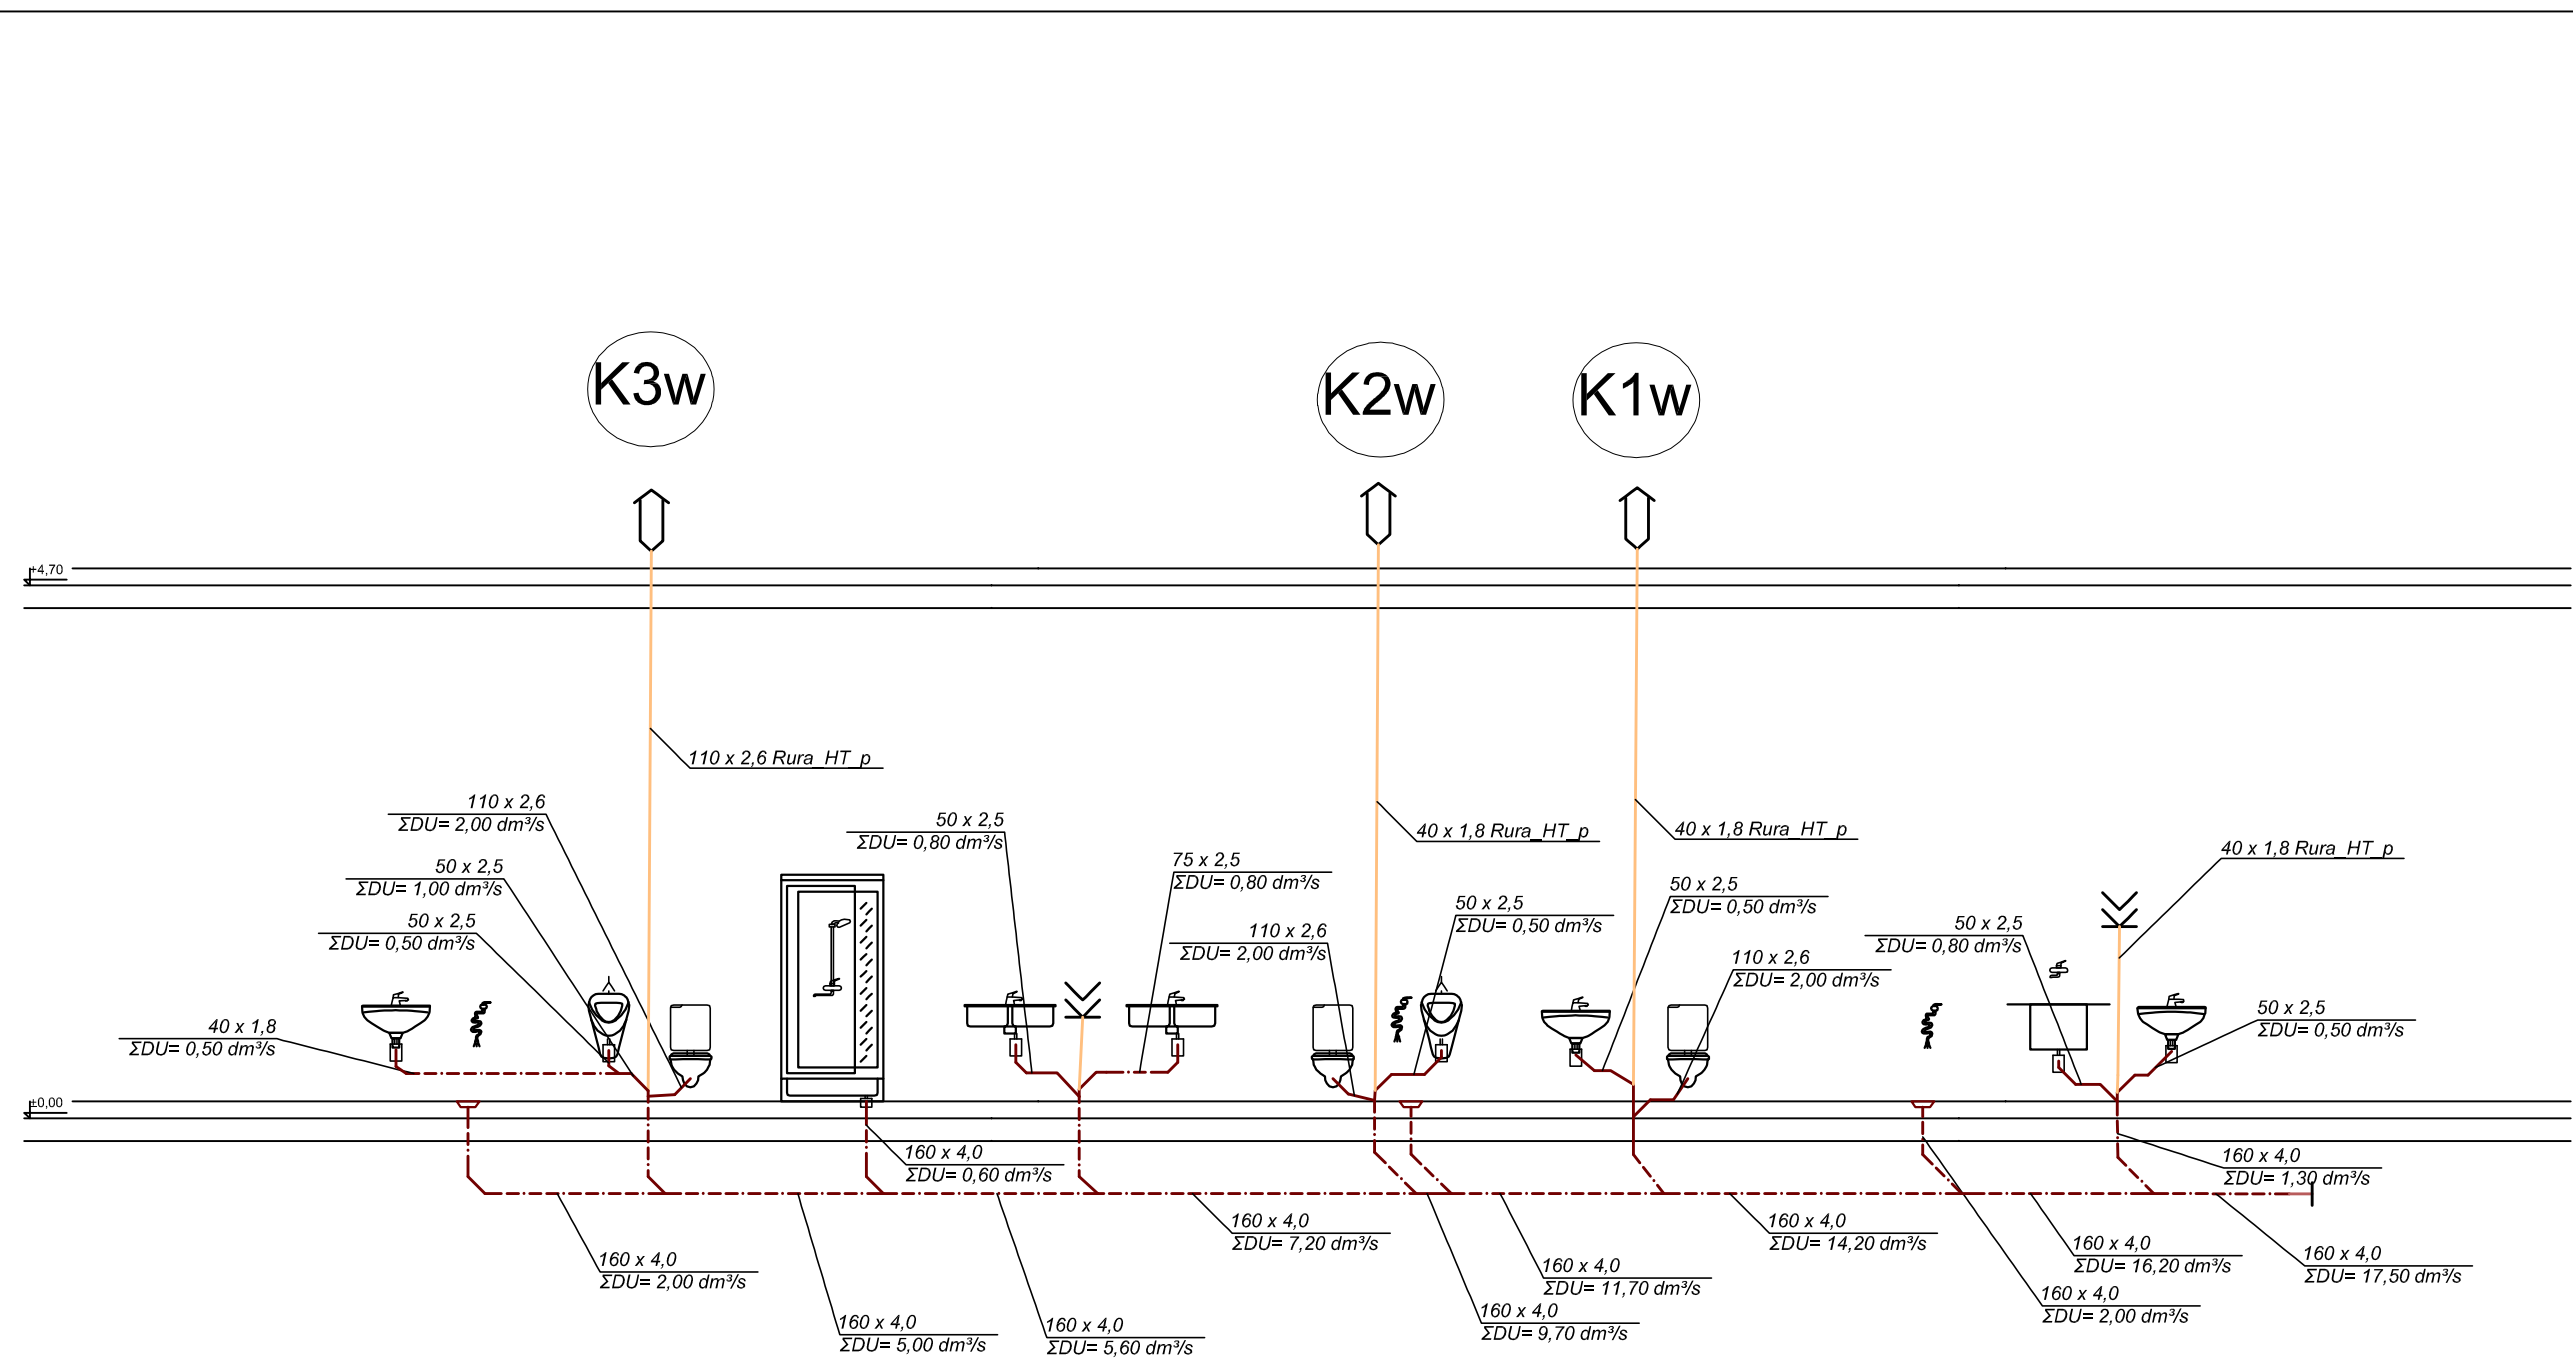 K3w
K2w
K1w
+4,70
110 x 2,6 Rura_HT_p
110 x 2,6
ΣDU= 2,00 dm³/s
50 x 2,5
ΣDU= 0,80 dm³/s
40 x 1,8 Rura_HT_p
40 x 1,8 Rura_HT_p
40 x 1,8 Rura_HT_p
50 x 2,5
ΣDU= 1,00 dm³/s
75 x 2,5
ΣDU= 0,80 dm³/s
50 x 2,5
ΣDU= 0,50 dm³/s
50 x 2,5
ΣDU= 0,50 dm³/s
50 x 2,5
ΣDU= 0,50 dm³/s
110 x 2,6
ΣDU= 2,00 dm³/s
50 x 2,5
ΣDU= 0,80 dm³/s
110 x 2,6
ΣDU= 2,00 dm³/s
40 x 1,8
ΣDU= 0,50 dm³/s
50 x 2,5
ΣDU= 0,50 dm³/s
±0,00
160 x 4,0
ΣDU= 0,60 dm³/s
160 x 4,0
ΣDU= 1,30 dm³/s
160 x 4,0
ΣDU= 2,00 dm³/s
160 x 4,0
ΣDU= 5,00 dm³/s
160 x 4,0
ΣDU= 5,60 dm³/s
160 x 4,0
ΣDU= 7,20 dm³/s
160 x 4,0
ΣDU= 9,70 dm³/s
160 x 4,0
ΣDU= 11,70 dm³/s
160 x 4,0
ΣDU= 14,20 dm³/s
160 x 4,0
ΣDU= 2,00 dm³/s
160 x 4,0
ΣDU= 16,20 dm³/s
160 x 4,0
ΣDU= 17,50 dm³/s